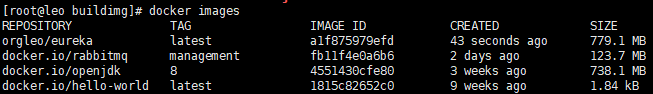 [root@leo buildimg]# docker images
REPOSITORY TAG IMAGE ID CREATED SIZE
orgleo/eureka latest a1f875979efd 43 seconds ago 779.1 MB
docker.io/rabbitmq management fb11f4e0a6b6 2 days ago 123.7 MB
docker.io/openjdk 8 4551430cfe80 3 weeks ago 738.1 MB
docker.io/hello-world latest 1815c82652c0 9 weeks ago 1.84 kB